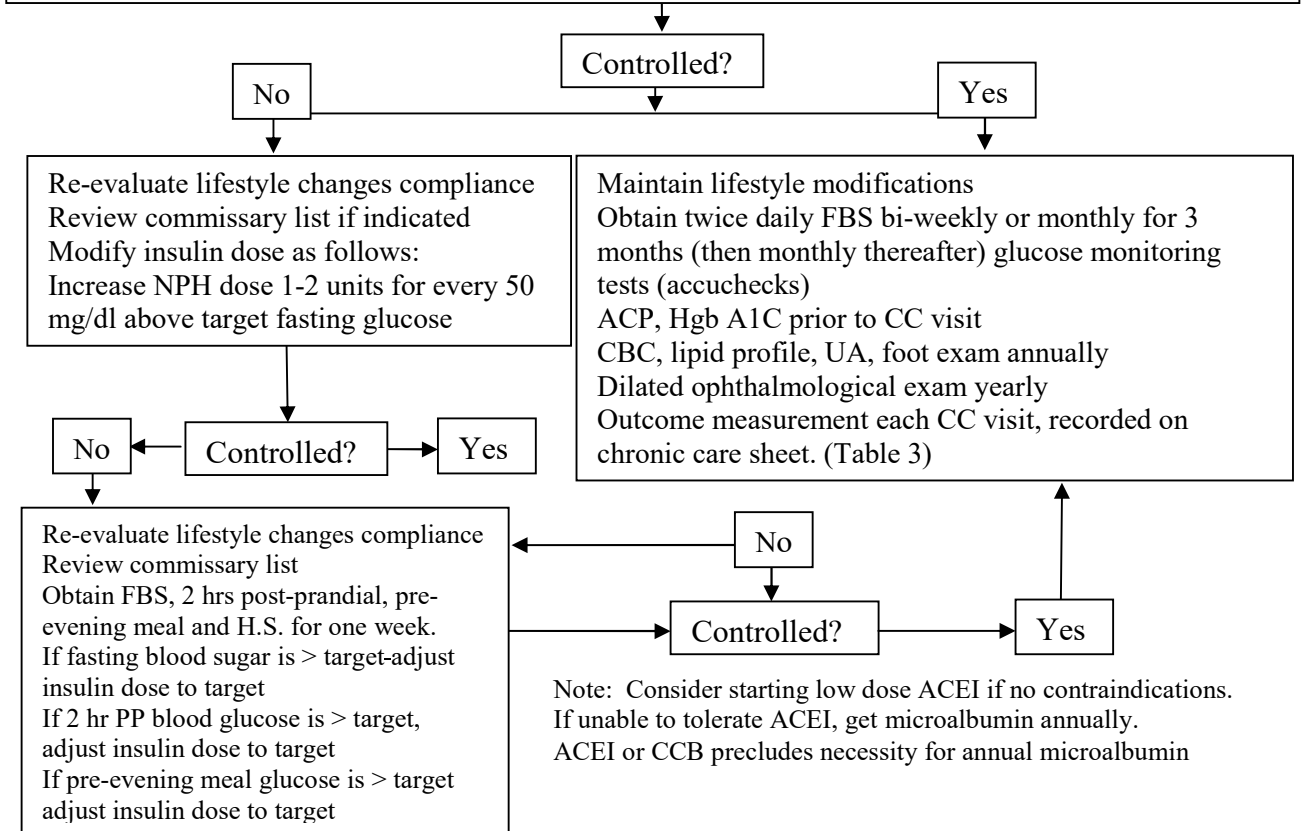 Controlled?
No
Yes
Re-evaluate lifestyle changes compliance
Review commissary list if indicated
Modify insulin dose as follows:
Increase NPH dose 1-2 units for every 50
mg/dl above target fasting glucose
Maintain lifestyle modifications
Obtain twice daily FBS bi-weekly or monthly for 3
months (then monthly thereafter) glucose monitoring
tests (accuchecks)
ACP, Hgb A1C prior to CC visit
CBC, lipid profile, UA, foot exam annually
Dilated ophthalmological exam yearly
Outcome measurement each CC visit, recorded on
chronic care sheet. (Table 3)
No
Controlled?
Yes
Re-evaluate lifestyle changes compliance
Review commissary list
Obtain FBS, 2 hrs post-prandial, pre-
evening meal and H.S. for one week.
If fasting blood sugar is > target-adjust
insulin dose to target
If 2 hr PP blood glucose is > target,
adjust insulin dose to target
If pre-evening meal glucose is > target
adjust insulin dose to target
No
Controlled?
Yes
Note: Consider starting low dose ACEI if no contraindications.
If unable to tolerate ACEI, get microalbumin annually.
ACEI or CCB precludes necessity for annual microalbumin